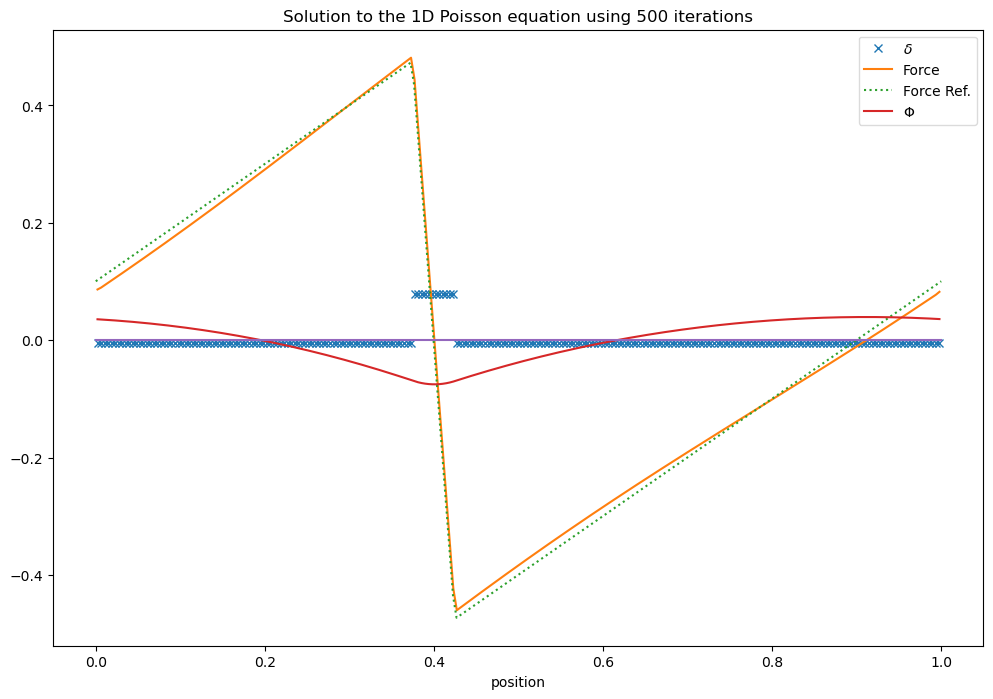 Solution to the 1D Poisson equation using 500 iterations
δ
Force
Force Ref.
Φ
0.4
0.2
0.0
−0.2
−0.4
0.0 0.2 0.4 0.6 0.8 1.0
position